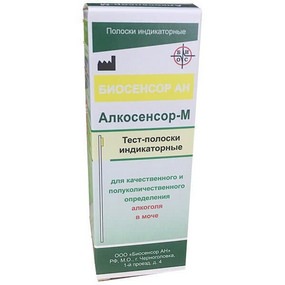 Полоски индикаторные
БИОСЕНСОР АН
Алкосенсор-М
Тест-полоски
индикаторные
для качественного и
полуколичественного
определения
алкоголя
в моче
ООО «Биосенсор АН»
РФ, М.О., г. Черноголовка,
1-й проезд, д. 4